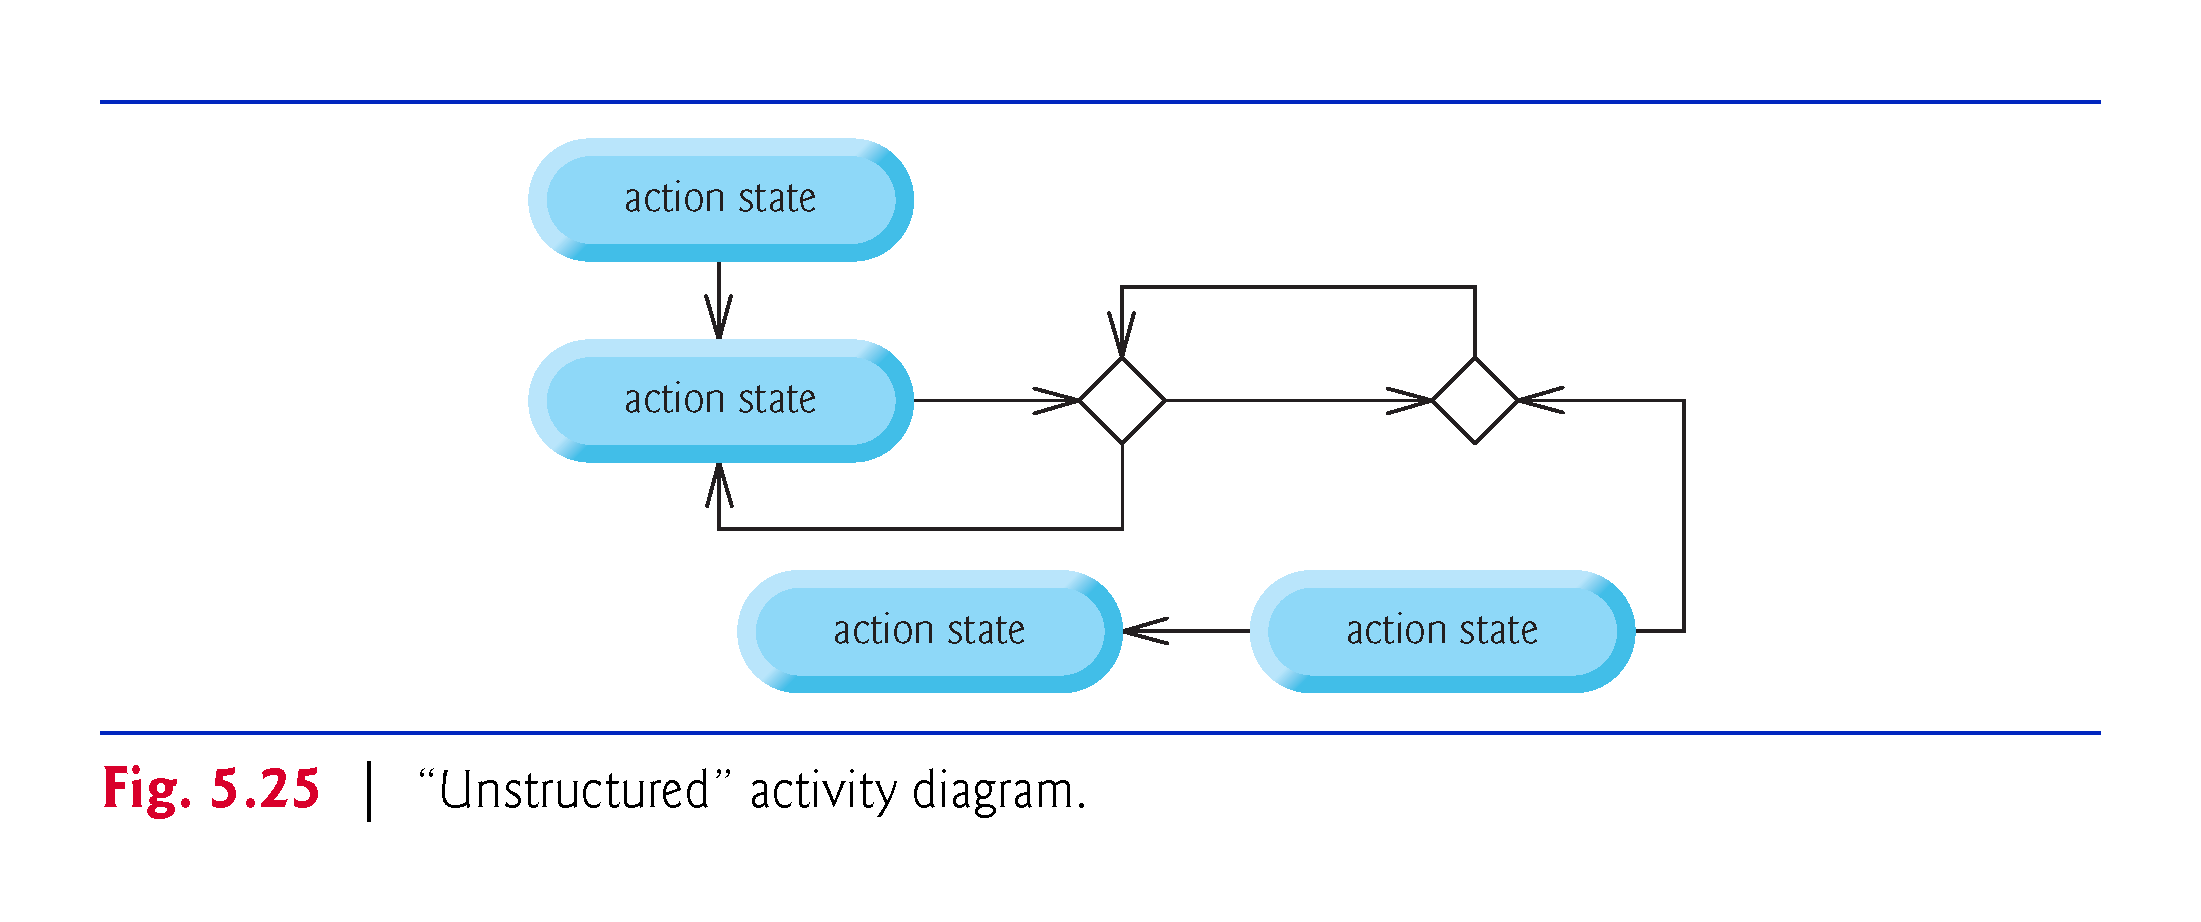 action state
action state
action state action state
Fig. 5.25 | “Unstructured” activity diagram.